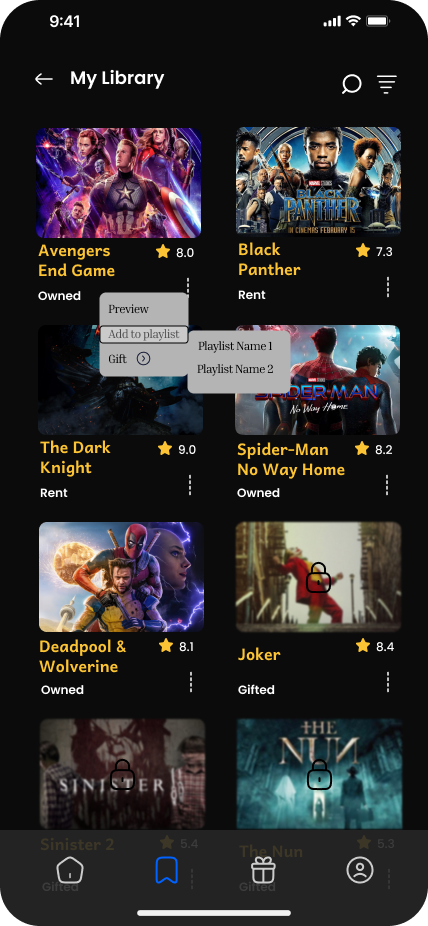 9:41
My Library
MARVEL STUDIOS
BLACK
PANTHER
IN CINEMAS FEBRUARY 15
Avengers
End Game
8.0
Owned
Black
Panther
7.3
Rent
Preview
Add to playlist
Gift
Playlist Name 1
Playlist Name 2
SPIDER-MAN
No Way Home
The Dark
Knight
9.0
Rent
Spider-Man
No Way Home
8.2
Owned
Deadpool &
Wolverine
8.1
Owned
Joker
8.4
Gifted
SINISTER
THE
NUN
Sinister 2
5.4
Gifted
The Nun
5.3
Gifted